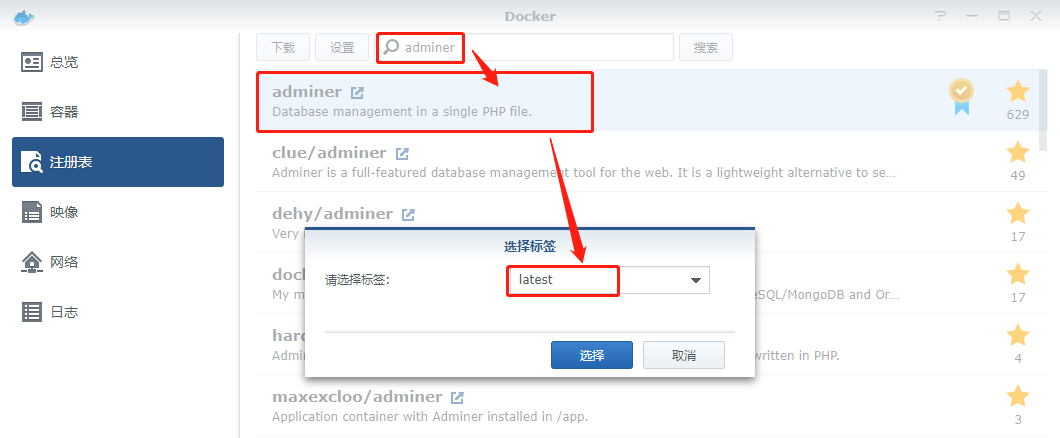 Docker
总览
容器
注册表
映像
网络
日志
下载
设置
adminer
搜索
adminer
Database management in a single PHP file.
629
clue/adminer
Adminer is a full-featured database management tool for the web. It is a lightweight alternative to se...
49
dehy/adminer
Very
17
选择标签
请选择标签:
latest
选择
取消
My m
eSQL/MongoDB and Or...
17
written in PHP.
4
maxexcloo/adminer
Application container with Adminer installed in /app.
3